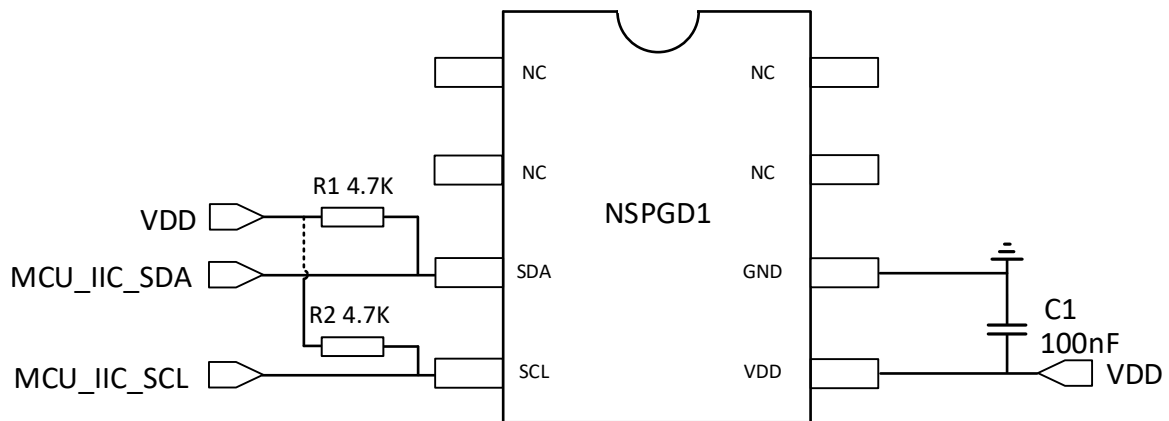 NC
NC
NC
NC
R1 4.7K
NSPGD1
VDD
MCU_IIC_SDA
SDA
GND
R2 4.7K
C1
100nF
MCU_IIC_SCL
SCL
VDD
VDD